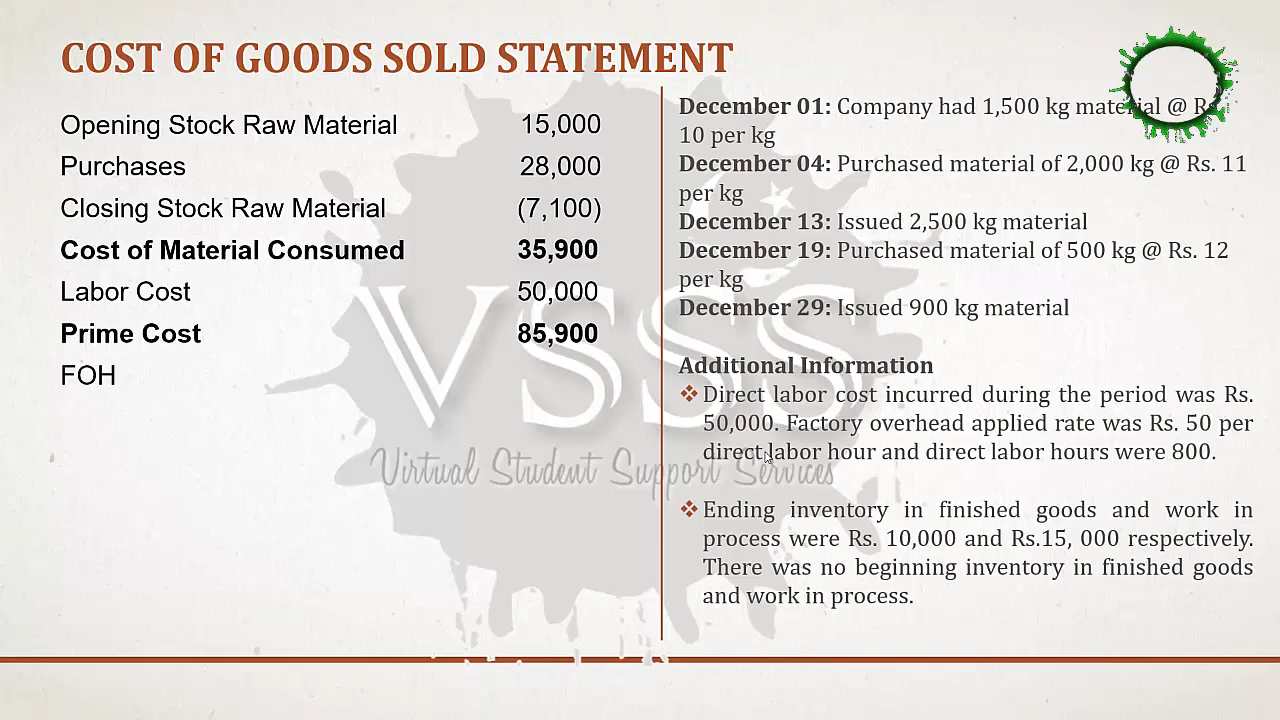 COST OF GOODS SOLD STATEMENT
Opening Stock Raw Material 15,000
Purchases 28,000
Closing Stock Raw Material (7,100)
Cost of Material Consumed 35,900
Labor Cost 50,000
Prime Cost 85,900
FOH
December 01: Company had 1,500 kg material @ Rs.
10 per kg
December 04: Purchased material of 2,000 kg @ Rs. 11
per kg
December 13: Issued 2,500 kg material
December 19: Purchased material of 500 kg @ Rs. 12
per kg
December 29: Issued 900 kg material
Additional Information
Direct labor cost incurred during the period was Rs.
50,000. Factory overhead applied rate was Rs. 50 per
direct labor hour and direct labor hours were 800.
Ending inventory in finished goods and work in
process were Rs. 10,000 and Rs.15, 000 respectively.
There was no beginning inventory in finished goods
and work in process.
VSSS
Virtual Student Support Services